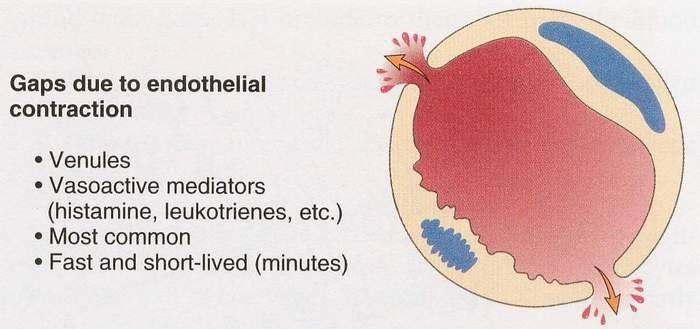 Gaps due to endothelial
contraction
• Venules
• Vasoactive mediators
(histamine, leukotrienes, etc.)
• Most common
• Fast and short-lived (minutes)